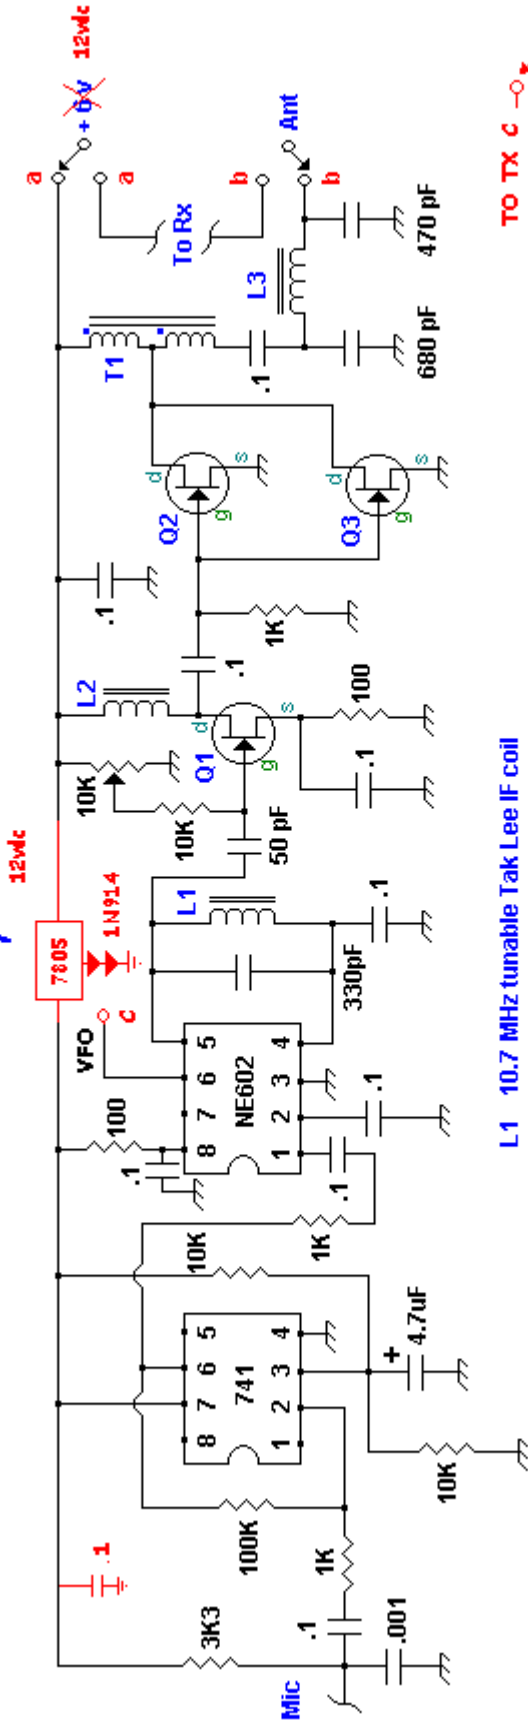 12vdc
+ 6v
12vdc
a
a
To Rx
b
b
Ant
TO TX C
T1
L3
.1
470 pF
680 pF
Q2
d
g
s
Q3
d
g
s
.1
1K
L2
.1
Q1
d
g
s
100
.1
10K
10K
50 pF
7805
1N914
VFO
C
L1
330pF
.1
100
.1
NE602
8 7 6 5
1 2 3 4
.1
.1
1K
10K
741
8 7 6 5
1 2 3 4
+
4.7uF
10K
100K
1K
.1
.1
3K3
.001
Mic
L1 10.7 MHz tunable Tak Lee IF coil